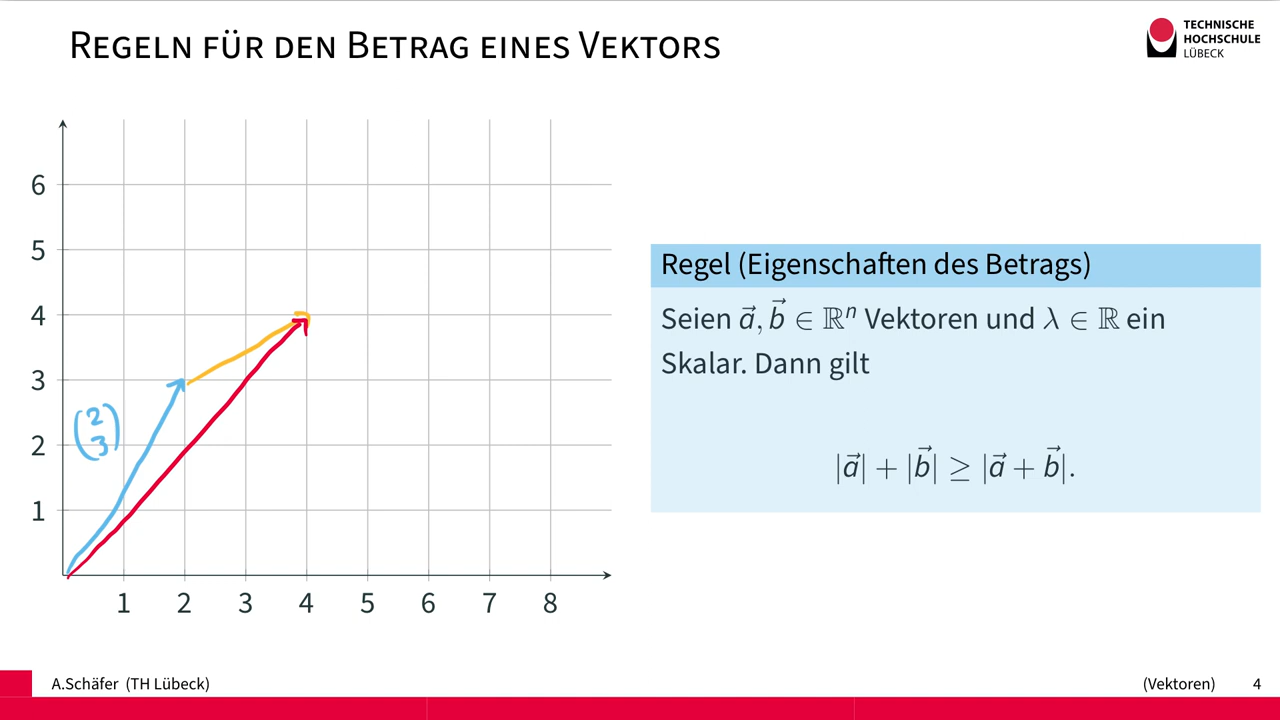 REGELN FÜR DEN BETRAG EINES VEKTORS
TECHNISCHE
HOCHSCHULE
LÜBECK
6
5
4
3
2
1
(2
3)
1 2 3 4 5 6 7 8
Regel (Eigenschaften des Betrags)
Seien a⃗, b⃗ ∈ ℝⁿ Vektoren und λ ∈ ℝ ein
Skalar. Dann gilt
|a⃗| + |b⃗| ≥ |a⃗ + b⃗|.
A.Schäfer (TH Lübeck)
(Vektoren) 4